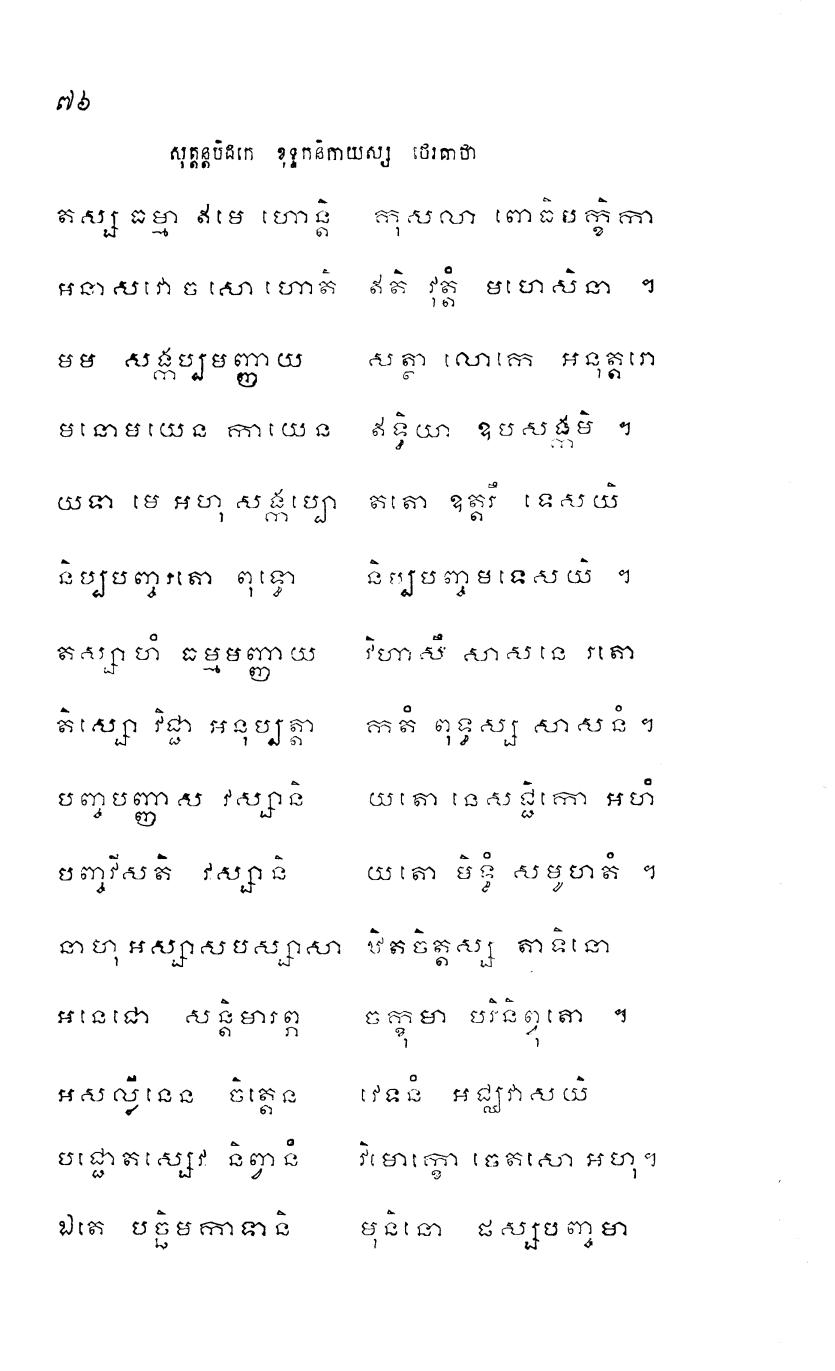 ៧៦
សុត្តន្តបិដកេ ខុទ្ទកនិកាយស្ស ថេរគាថា
តស្ស ធម្មា ឥមេ ហោន្តិ កុសលា ពោធិបក្ខិកា
អនាសវោ ច សោ ហោតិ ឥតិ វុត្តំ មហេសិនា ។
មម សង្កប្បមញ្ញាយ សត្ថា លោកេ អនុត្តរោ
មនោមយេន កាយេន ឥទ្ធិយា ឧបសង្កមិ ។
យទា មេ អហុ សង្កប្បោ តតោ ឧត្តរឹ ទេសយិ
និប្បបញ្ចរតោ ពុទ្ធោ និប្បបញ្ចមទេសយិ ។
តស្សាហំ ធម្មមញ្ញាយ វិហាសឹ សាសនេ រតោ
តិស្សោ វិជ្ជា អនុប្បត្តា កតំ ពុទ្ធស្ស សាសនំ ។
បញ្ចបញ្ញាស វស្សានិ យតោ នេសជ្ជិកោ អហំ
បញ្ចវីសតិ វស្សានិ យតោ មិទ្ធំ សមូហតំ ។
នាហុ អស្សាសបស្សាសា ឋិតចិត្តស្ស តាទិនោ
អនេជោ សន្តិមារព្ភ ចក្ខុមា បរិនិព្វុតោ ។
អសល្លីនេន ចិត្តេន វេទនំ អជ្ឈវាសយិ
បជ្ជោតស្សេវ និព្វានំ វិមោក្ខោ ចេតសោ អហុ ។
ឯតេ បច្ឆិមកាទានិ មុនិនោ ផស្សបញ្ចមា